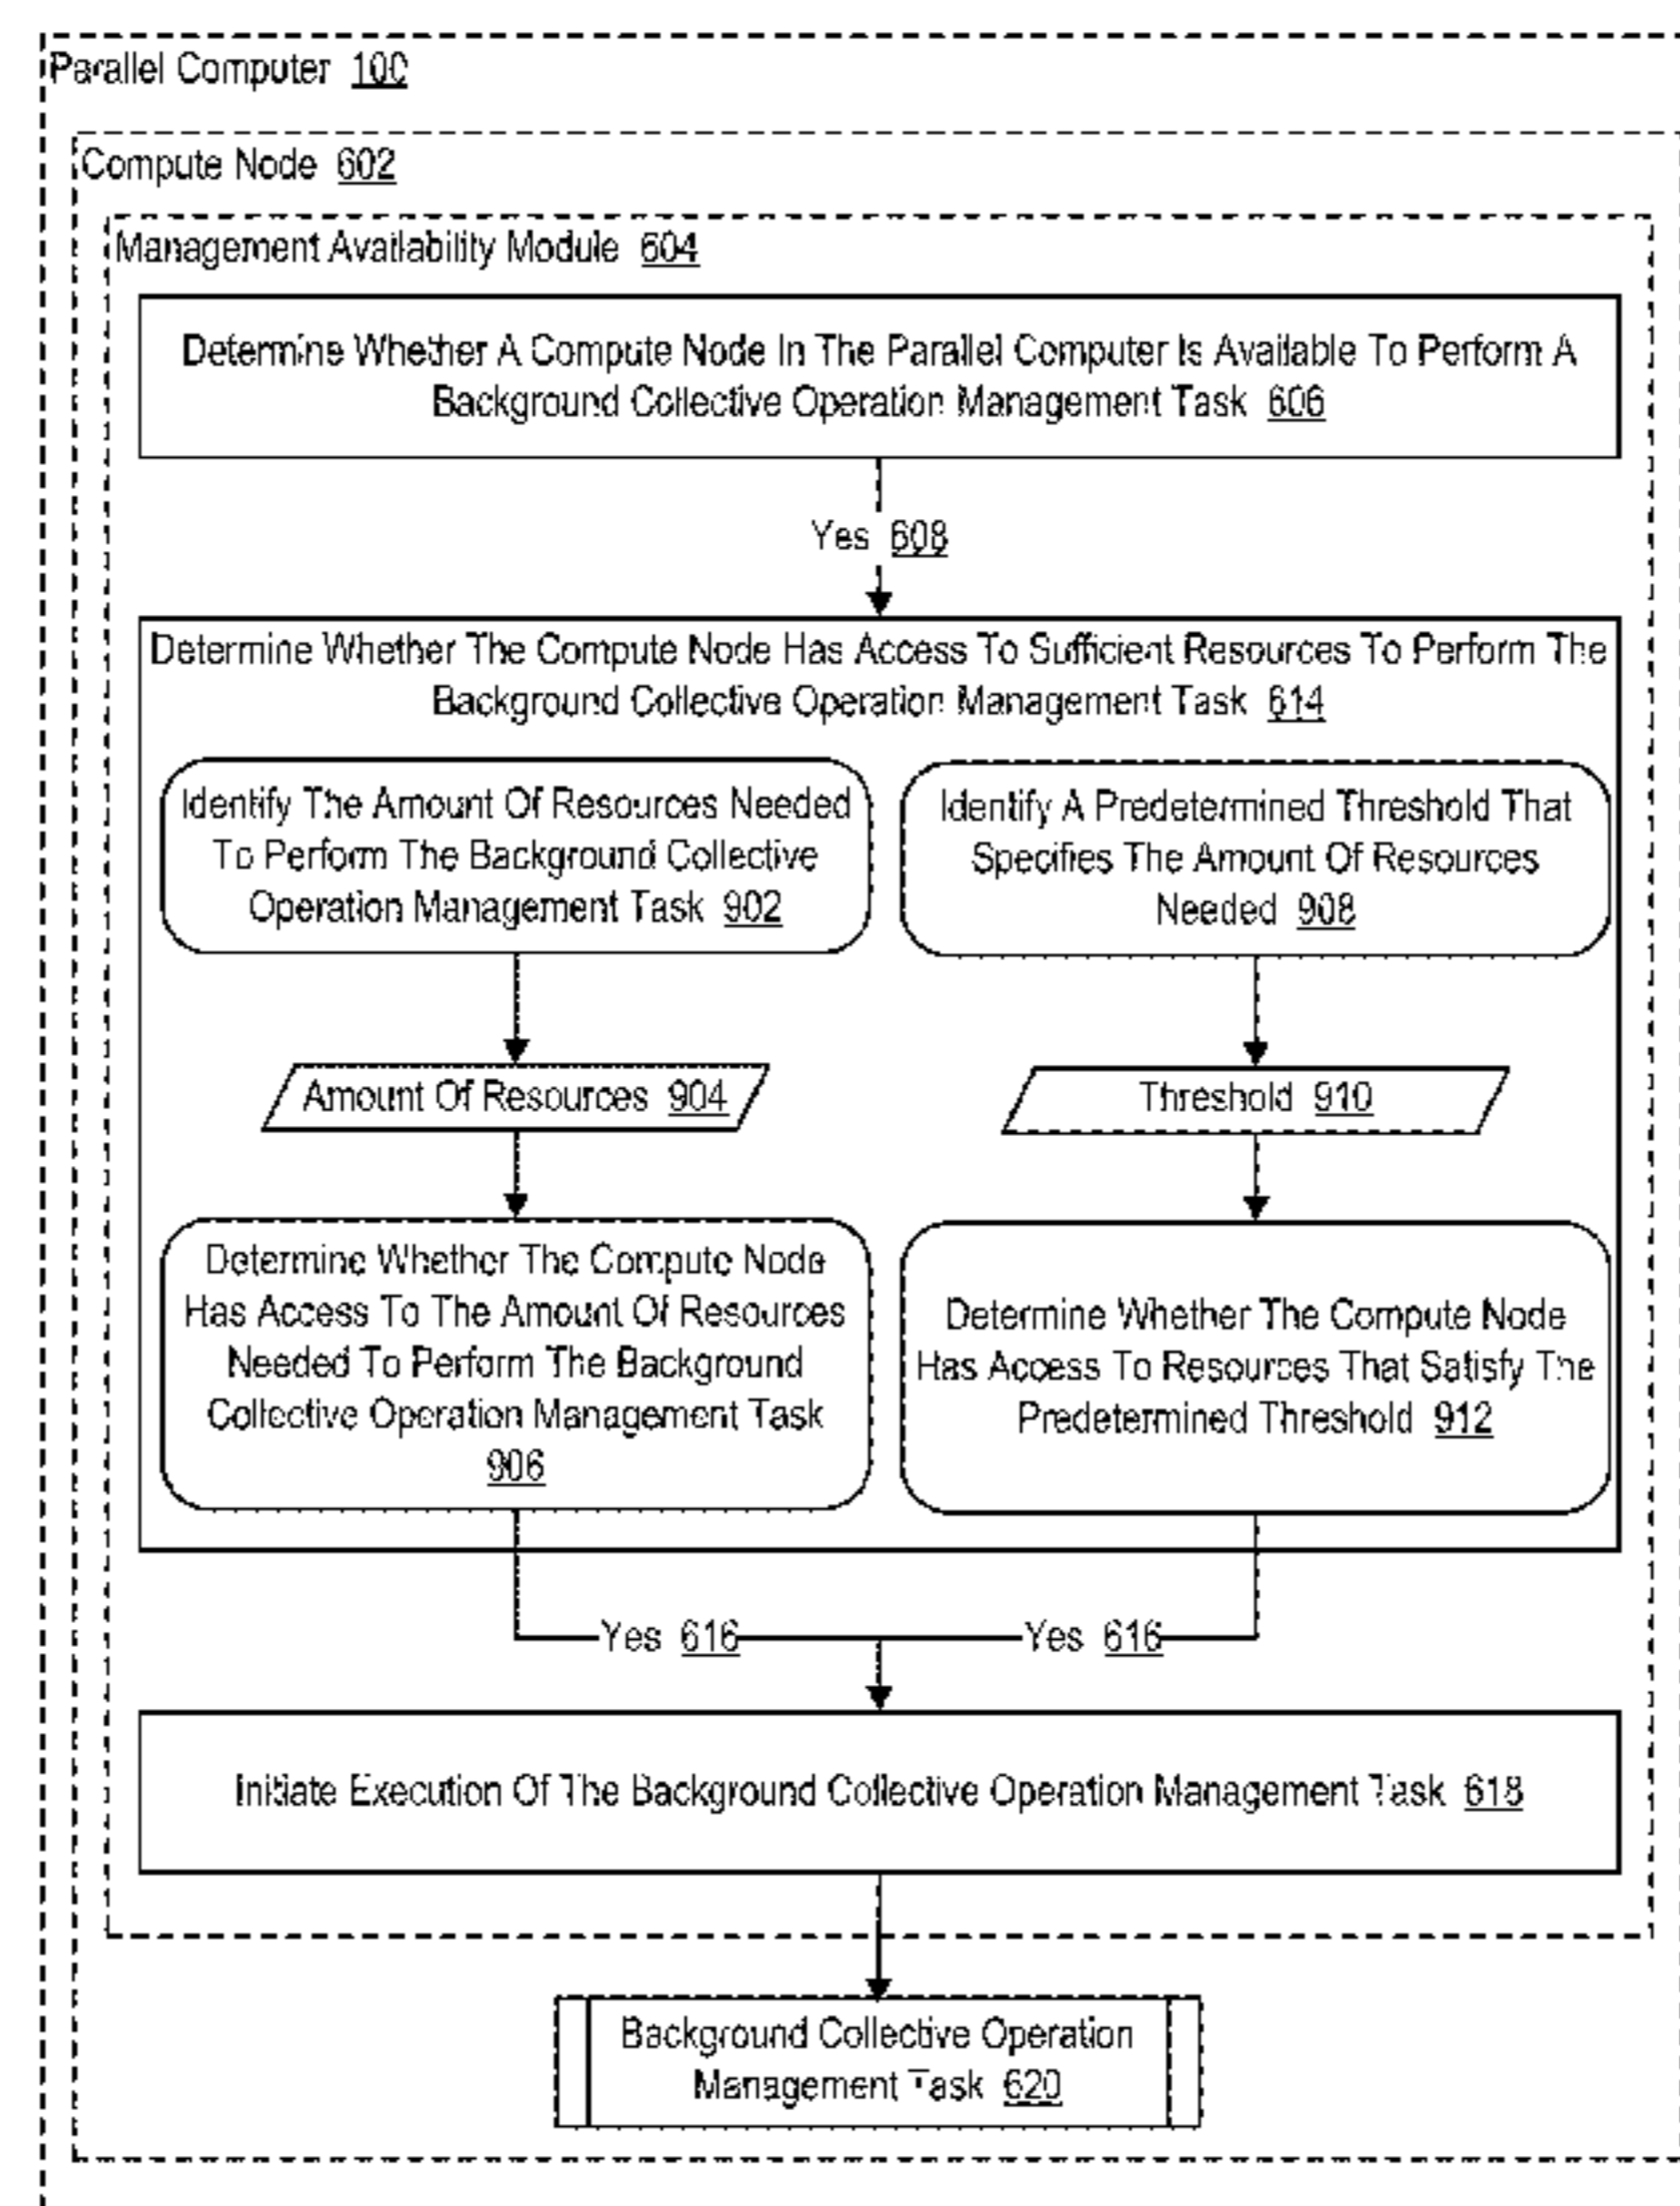 Parallel Computer 100
Compute Node 602
Management Availability Module 604
Determine Whether A Compute Node In The Parallel Computer Is Available To Perform A
Background Collective Operation Management Task 606
Yes 608
Determine Whether The Compute Node Has Access To Sufficient Resources To Perform The
Background Collective Operation Management Task 614
Identify The Amount Of Resources Needed
To Perform The Background Collective
Operation Management Task 902
Identify A Predetermined Threshold That
Specifies The Amount Of Resources
Needed 908
Amount Of Resources 904
Threshold 910
Determine Whether The Compute Node
Has Access To The Amount Of Resources
Needed To Perform The Background
Collective Operation Management Task
906
Determine Whether The Compute Node
Has Access To Resources That Satisfy The
Predetermined Threshold 912
Yes 616
Yes 616
Initiate Execution Of The Background Collective Operation Management Task 618
Background Collective Operation
Management Task 620